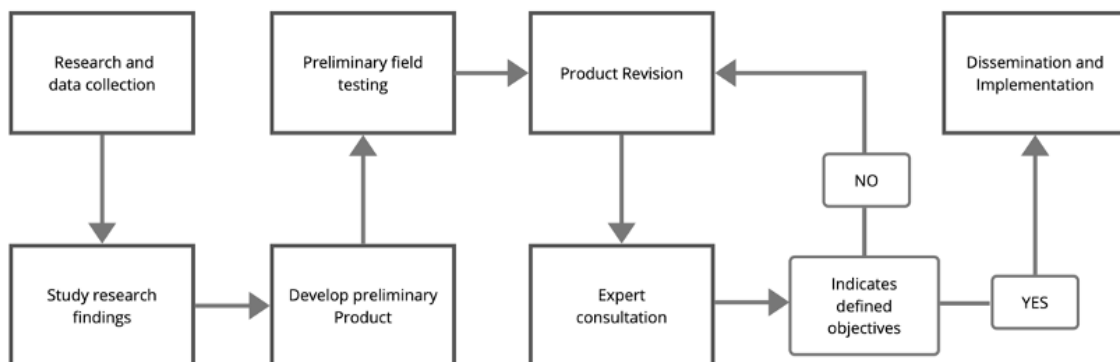 Research and
data collection
Study research
findings
Develop preliminary
Product
Preliminary field
testing
Product Revision
Expert
consultation
Indicates
defined
objectives
NO
YES
Dissemination and
Implementation